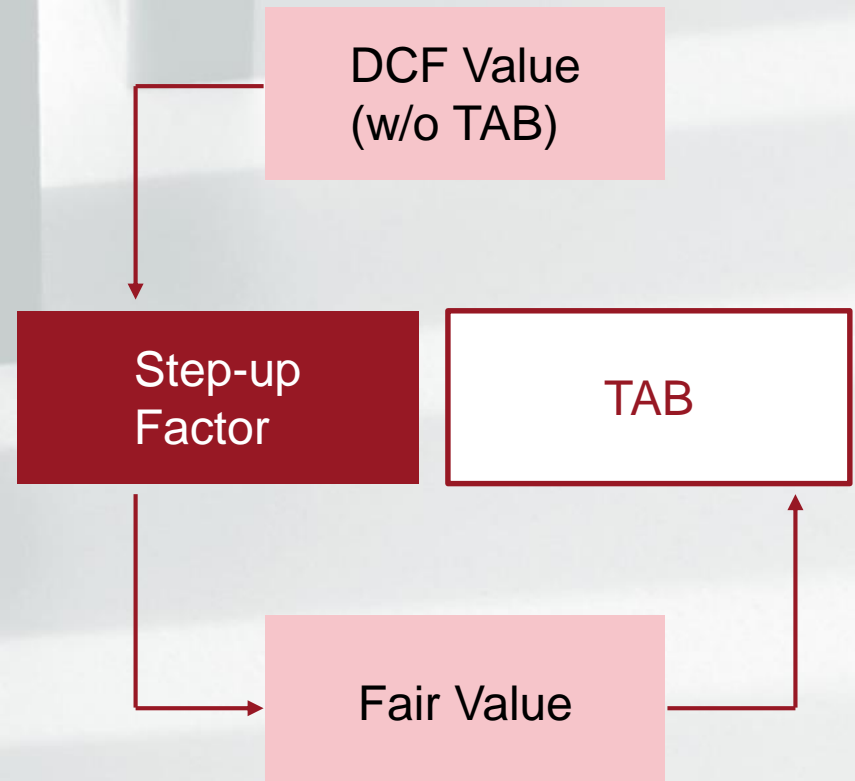 DCF Value
(w/o TAB)
Step-up
Factor
TAB
Fair Value